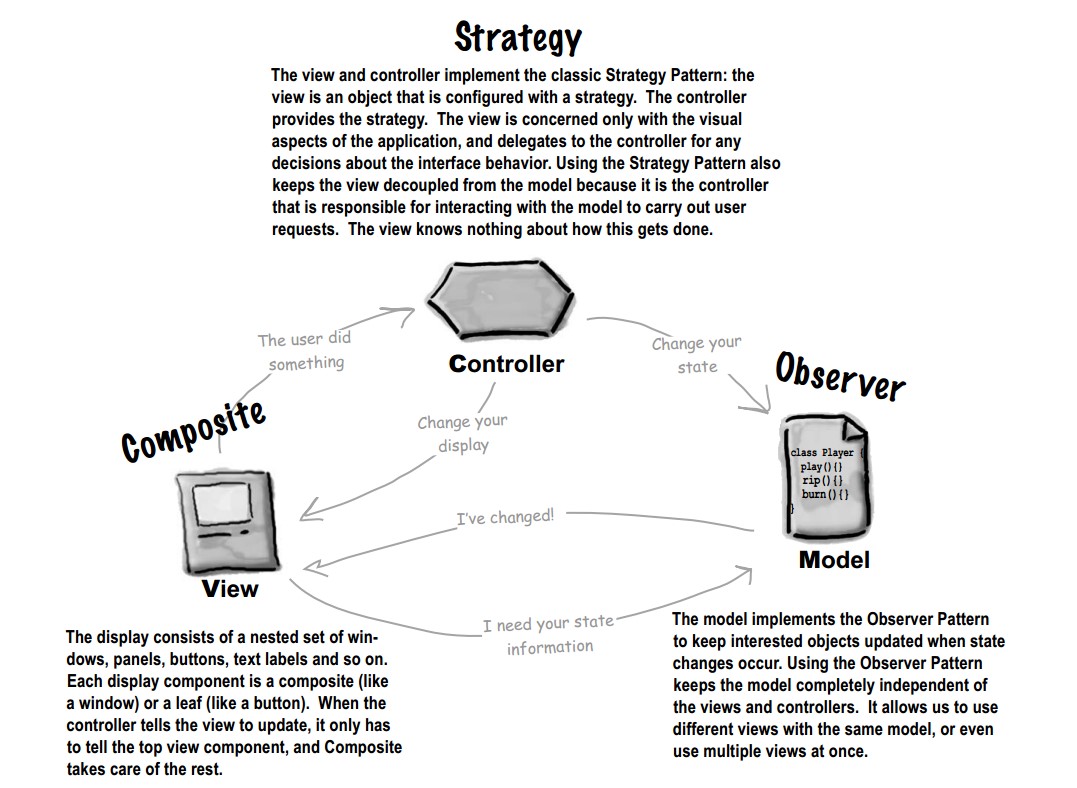 Strategy
The view and controller implement the classic Strategy Pattern: the
view is an object that is configured with a strategy. The controller
provides the strategy. The view is concerned only with the visual
aspects of the application, and delegates to the controller for any
decisions about the interface behavior. Using the Strategy Pattern also
keeps the view decoupled from the model because it is the controller
that is responsible for interacting with the model to carry out user
requests. The view knows nothing about how this gets done.
The user did
something
Controller
Change your
state
Observer
Composite
Change your
display
class Player {
play(){}
rip(){}
burn(){}
}
I've changed!
Model
View
I need your state
information
The display consists of a nested set of win-
dows, panels, buttons, text labels and so on.
Each display component is a composite (like
a window) or a leaf (like a button). When the
controller tells the view to update, it only has
to tell the top view component, and Composite
takes care of the rest.
The model implements the Observer Pattern
to keep interested objects updated when state
changes occur. Using the Observer Pattern
keeps the model completely independent of
the views and controllers. It allows us to use
different views with the same model, or even
use multiple views at once.